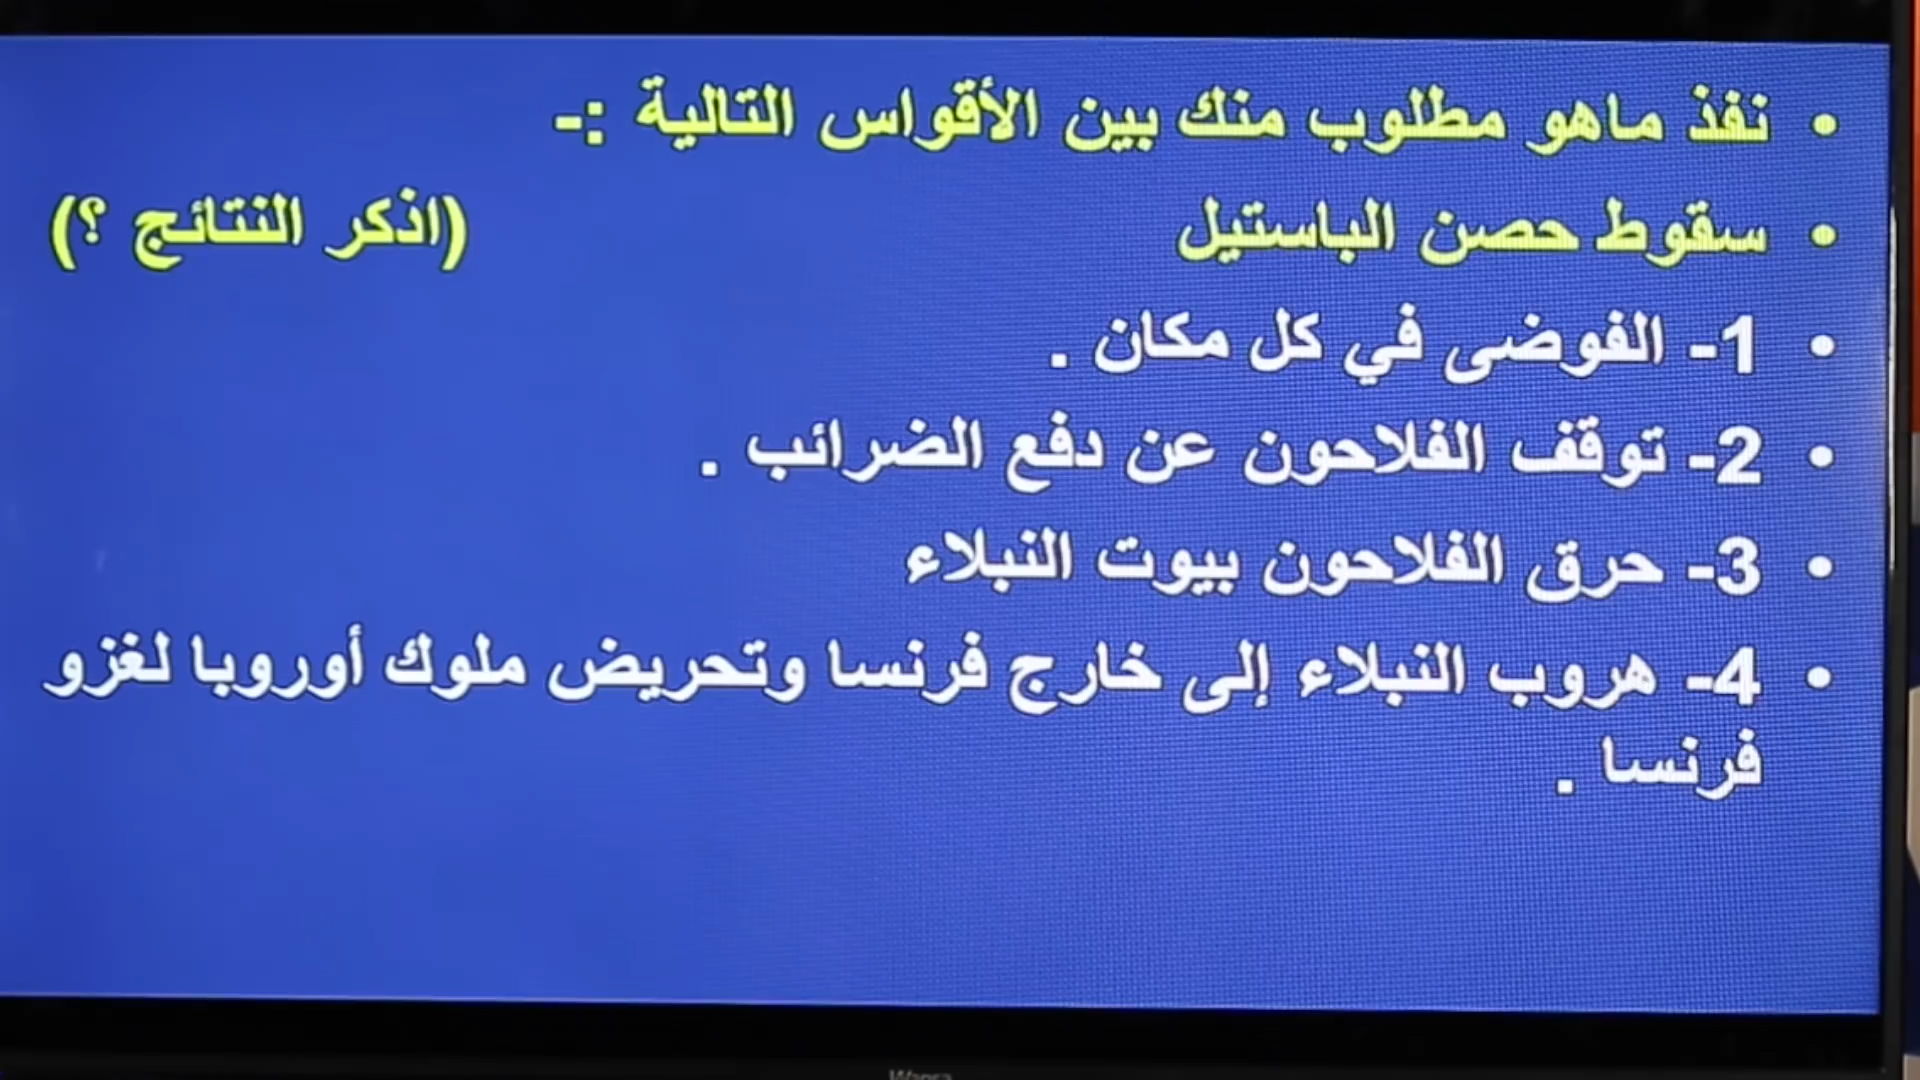 • نفذ ماهو مطلوب منك بين الأقواس التالية :-
• سقوط حصن الباستيل (اذكر النتائج ؟)
• 1- الفوضى في كل مكان .
• 2- توقف الفلاحون عن دفع الضرائب .
• 3- حرق الفلاحون بيوت النبلاء
• 4- هروب النبلاء إلى خارج فرنسا وتحريض ملوك أوروبا لغزو
فرنسا .